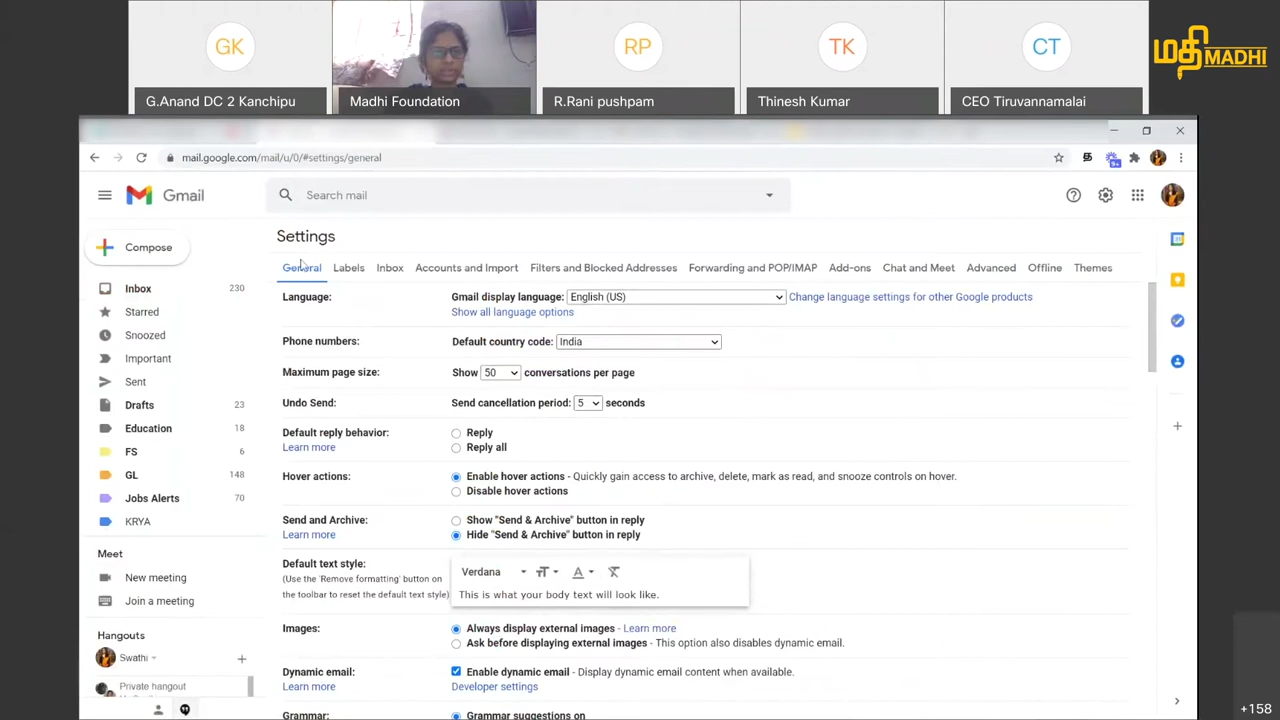 GK
RP
TK
CT
மதி MADHI
G.Anand DC 2 Kanchipu
Madhi Foundation
R.Rani pushpam
Thinesh Kumar
CEO Tiruvannamalai
mail.google.com/mail/u/0/#settings/general
9+
Gmail
Search mail
Settings
Compose
General Labels Inbox Accounts and Import Filters and Blocked Addresses Forwarding and POP/IMAP Add-ons Chat and Meet Advanced Offline Themes
Inbox 230
Starred
Snoozed
Important
Sent
Drafts 23
Education 18
FS 6
GL 148
Jobs Alerts 70
KRYA
Meet
New meeting
Join a meeting
Hangouts
Swathi
Private hangout
Language: Gmail display language: English (US) Change language settings for other Google products
Show all language options
Phone numbers: Default country code: India
Maximum page size: Show 50 conversations per page
Undo Send: Send cancellation period: 5 seconds
Default reply behavior: Reply
Learn more Reply all
Hover actions: Enable hover actions - Quickly gain access to archive, delete, mark as read, and snooze controls on hover.
Disable hover actions
Send and Archive: Show "Send & Archive" button in reply
Learn more Hide "Send & Archive" button in reply
Default text style:
(Use the 'Remove formatting' button on
the toolbar to reset the default text style)
Verdana
This is what your body text will look like.
Images: Always display external images - Learn more
Ask before displaying external images - This option also disables dynamic email.
Dynamic email: Enable dynamic email - Display dynamic email content when available.
Learn more Developer settings
Grammar: Grammar suggestions on
+158